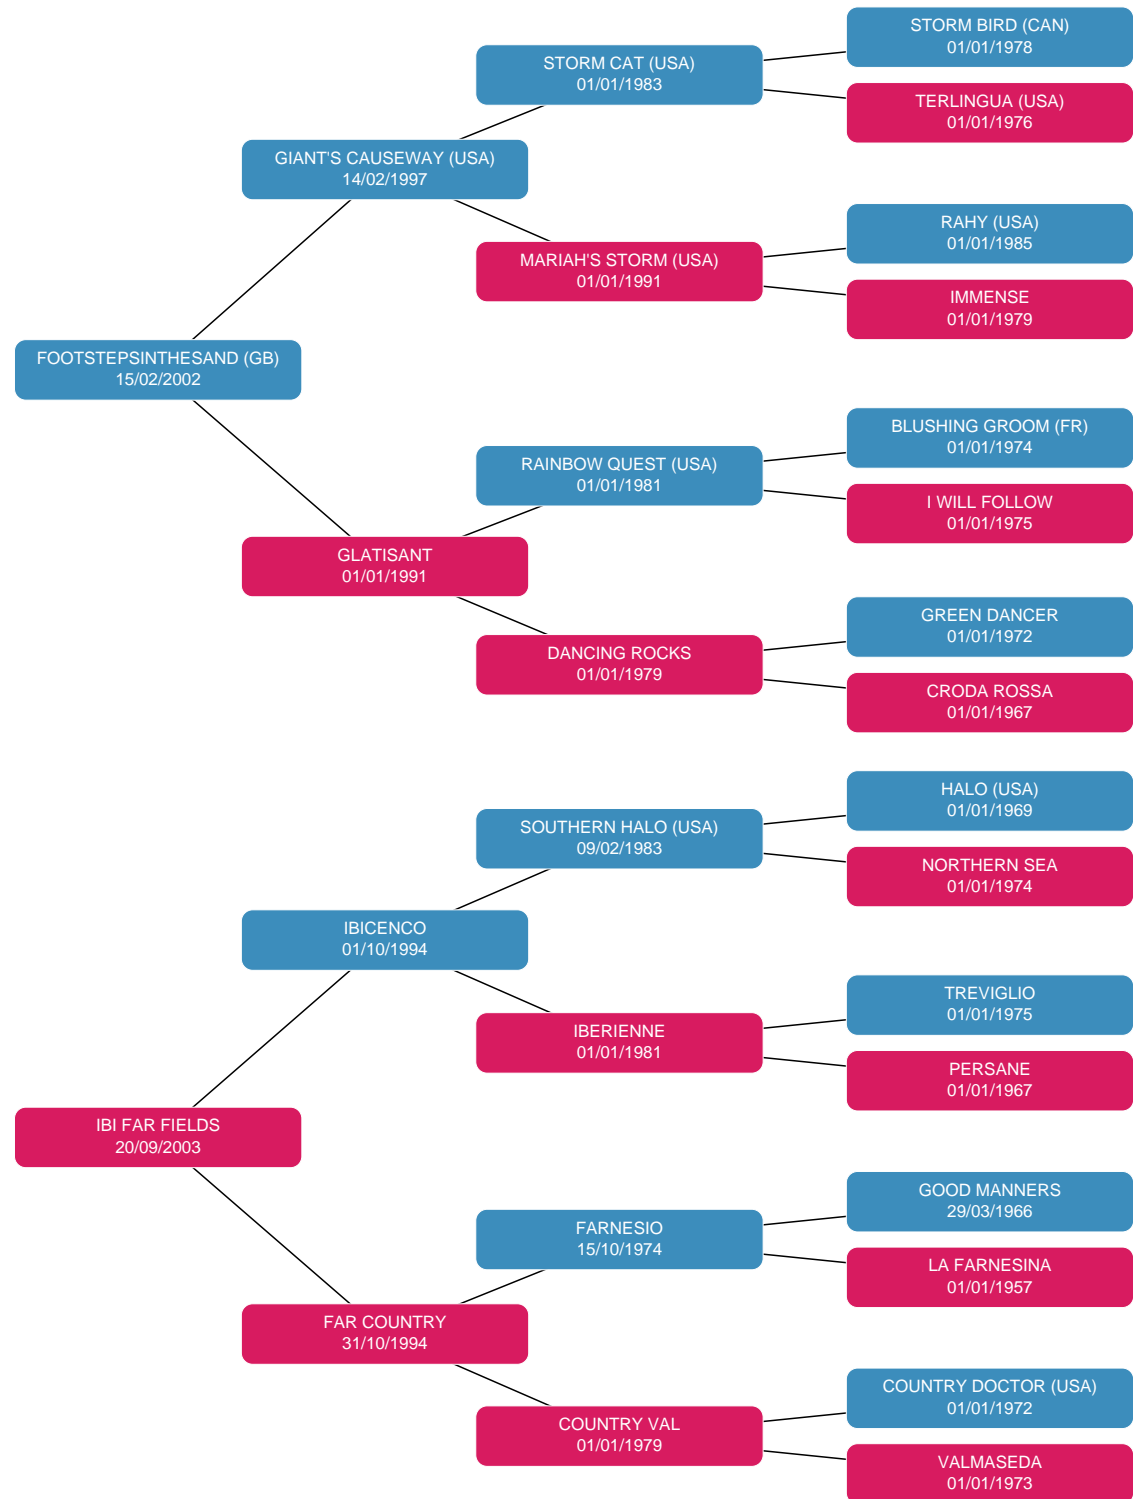 STORM BIRD (CAN)
01/01/1978
STORM CAT (USA)
01/01/1983
TERLINGUA (USA)
01/01/1976
GIANT'S CAUSEWAY (USA)
14/02/1997
RAHY (USA)
01/01/1985
MARIAH'S STORM (USA)
01/01/1991
IMMENSE
01/01/1979
FOOTSTEPSINTHESAND (GB)
15/02/2002
BLUSHING GROOM (FR)
01/01/1974
RAINBOW QUEST (USA)
01/01/1981
I WILL FOLLOW
01/01/1975
GLATISANT
01/01/1991
GREEN DANCER
01/01/1972
DANCING ROCKS
01/01/1979
CRODA ROSSA
01/01/1967
HALO (USA)
01/01/1969
SOUTHERN HALO (USA)
09/02/1983
NORTHERN SEA
01/01/1974
IBICENCO
01/10/1994
TREVIGLIO
01/01/1975
IBERIENNE
01/01/1981
PERSANE
01/01/1967
IBI FAR FIELDS
20/09/2003
GOOD MANNERS
29/03/1966
FARNESIO
15/10/1974
LA FARNESINA
01/01/1957
FAR COUNTRY
31/10/1994
COUNTRY DOCTOR (USA)
01/01/1972
COUNTRY VAL
01/01/1979
VALMASEDA
01/01/1973